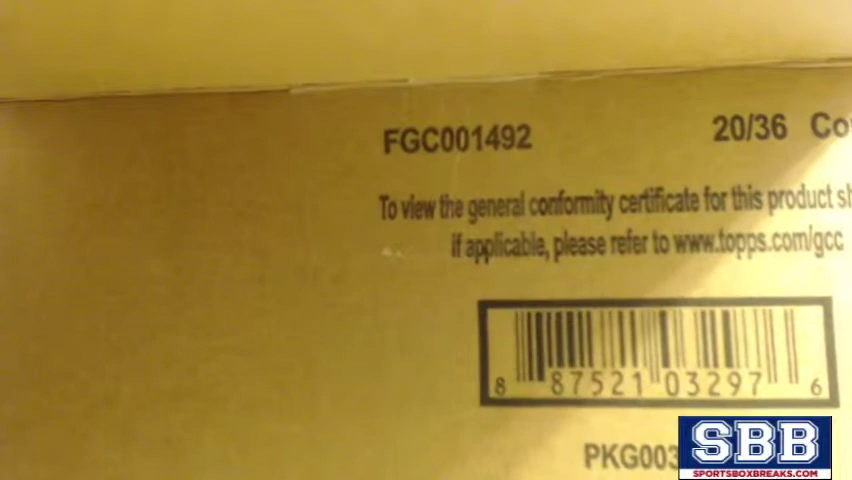 FGC001492 20/36
To view the general conformity certificate for this product
if applicable, please refer to www.topps.com/gcc
8 87521 03297 6
PKG003
SBB
SPORTSBOXBREAKS.COM